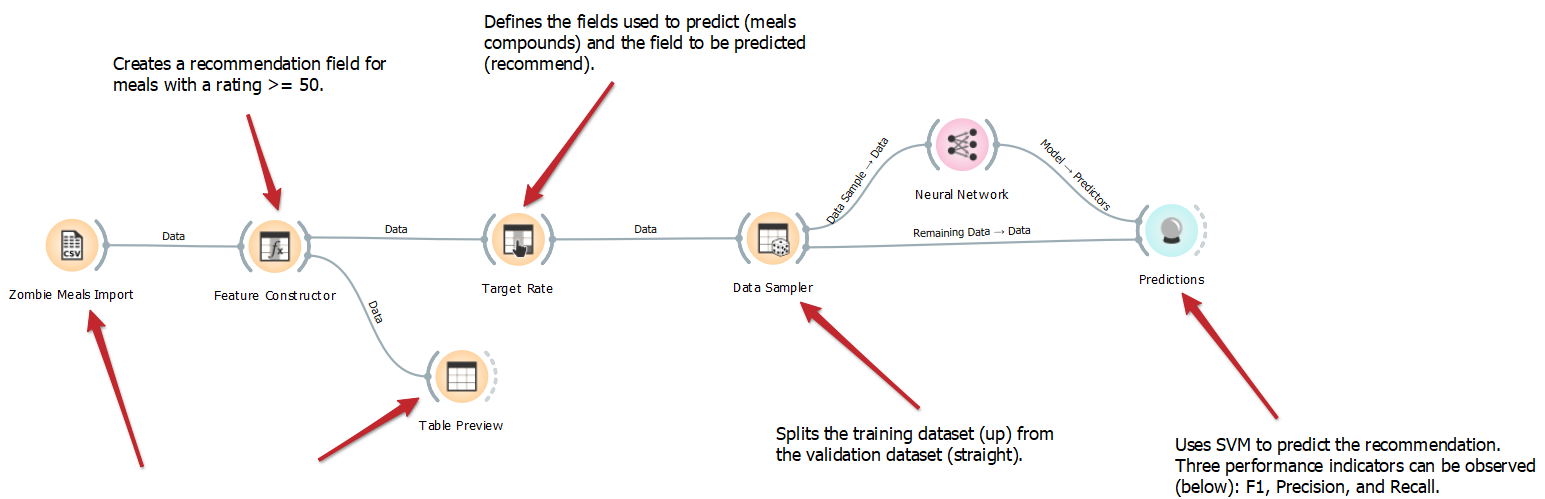 Defines the fields used to predict (meals
compounds) and the field to be predicted
(recommend).
Creates a recommendation field for
meals with a rating >= 50.
Data Sample → Data
Neural Network
Model → Predictors
CSV
Zombie Meals Import
Data
fx
Feature Constructor
Data
Data
Target Rate
Data
Data Sampler
Remaining Data → Data
Predictions
Table Preview
Splits the training dataset (up) from
the validation dataset (straight).
Uses SVM to predict the recommendation.
Three performance indicators can be observed
(below): F1, Precision, and Recall.